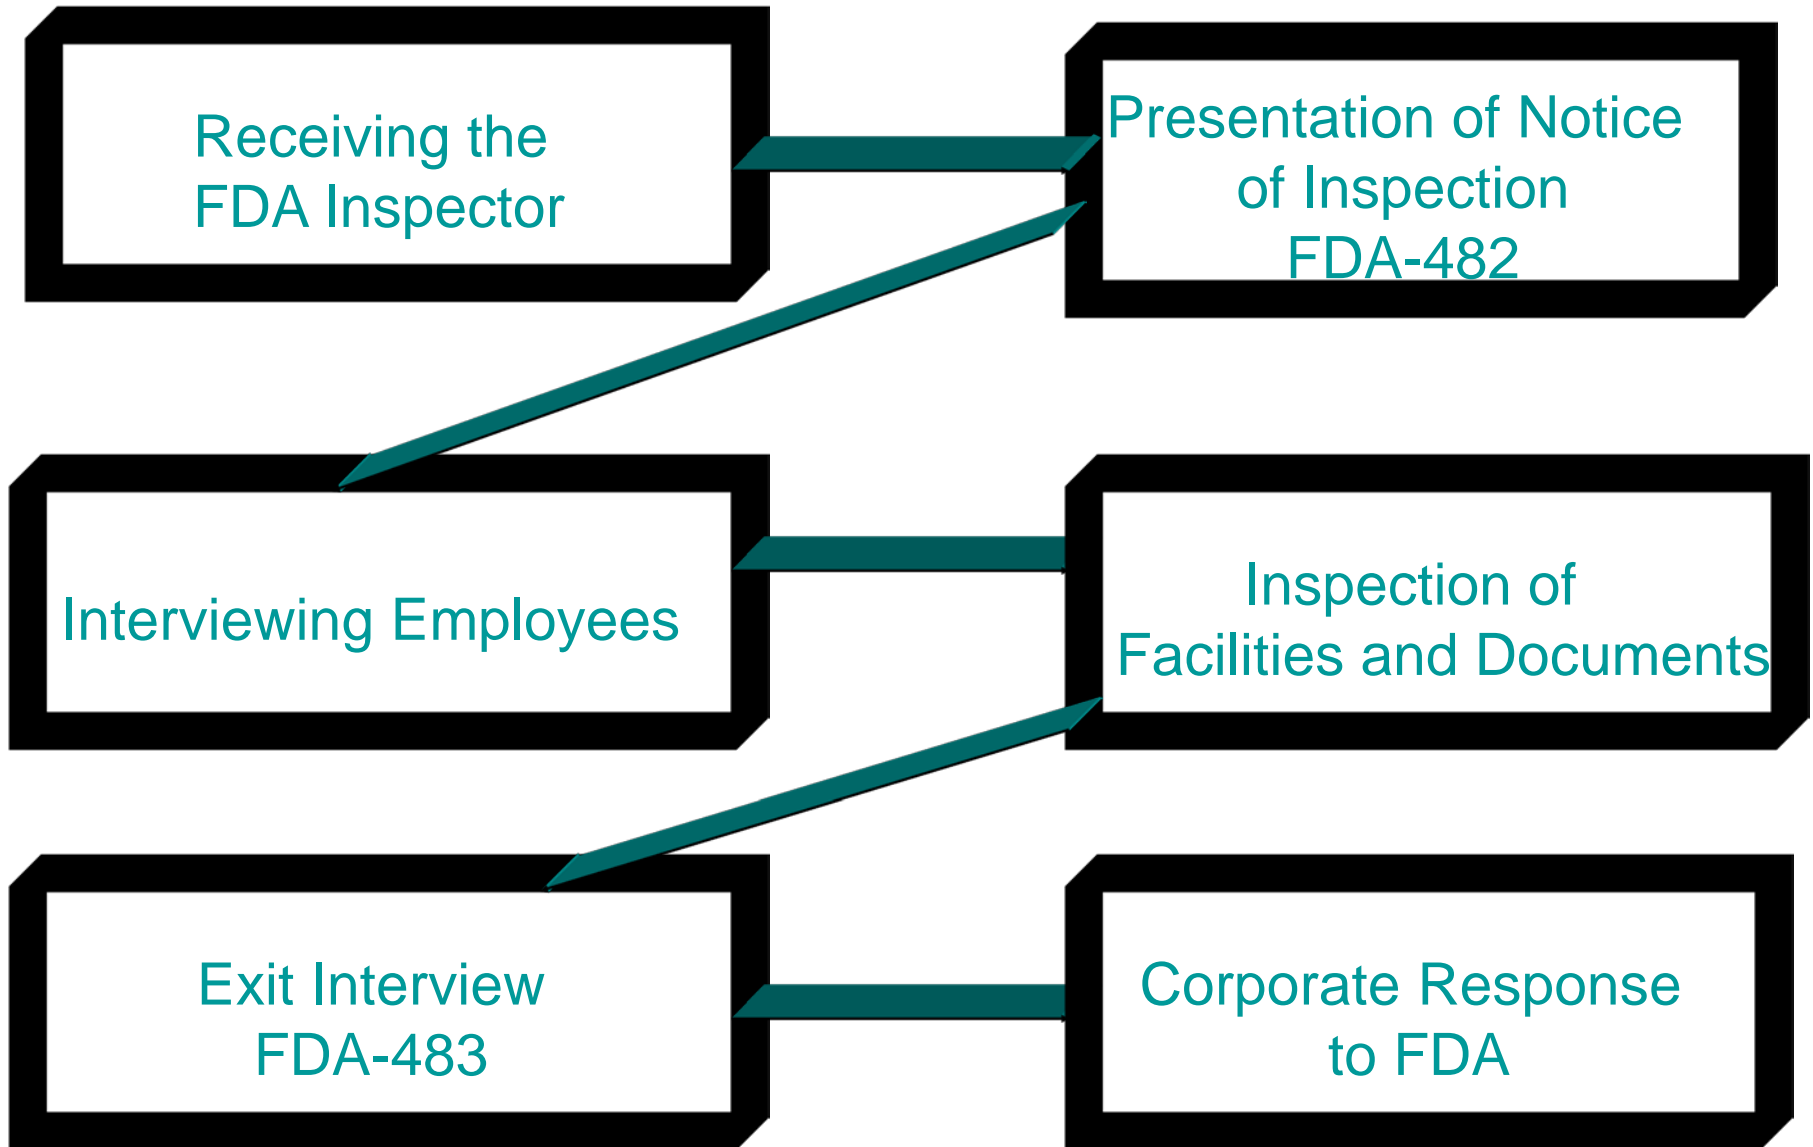 Receiving the
FDA Inspector
Presentation of Notice
of Inspection
FDA-482
Interviewing Employees
Inspection of
Facilities and Documents
Exit Interview
FDA-483
Corporate Response
to FDA